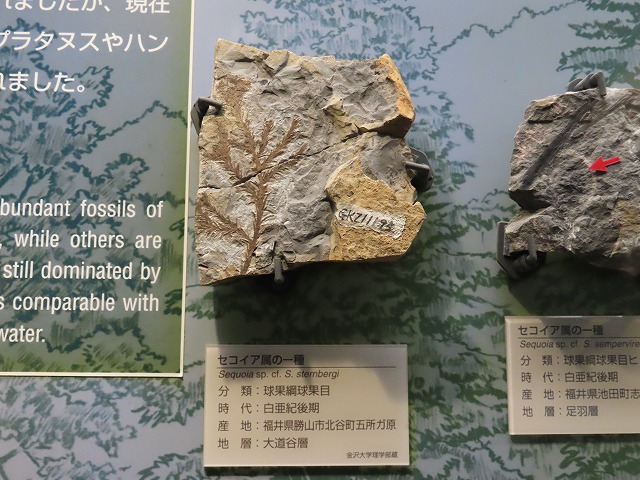 れましたが、現在
プラタヌスやハン
れました。
bundant fossils of
, while others are
still dominated by
s comparable with
water.
セコイア属の一種
Sequoia sp. cf. S. sternbergi
分　類：球果綱球果目
時　代：白亜紀後期
産　地：福井県勝山市北谷町五所ガ原
地　層：大道谷層
金沢大学理学部蔵
セコイア属の一種
Sequoia sp. cf. S. sempervire
分　類：球果綱球果目ヒ
時　代：白亜紀後期
産　地：福井県池田町志
地　層：足羽層